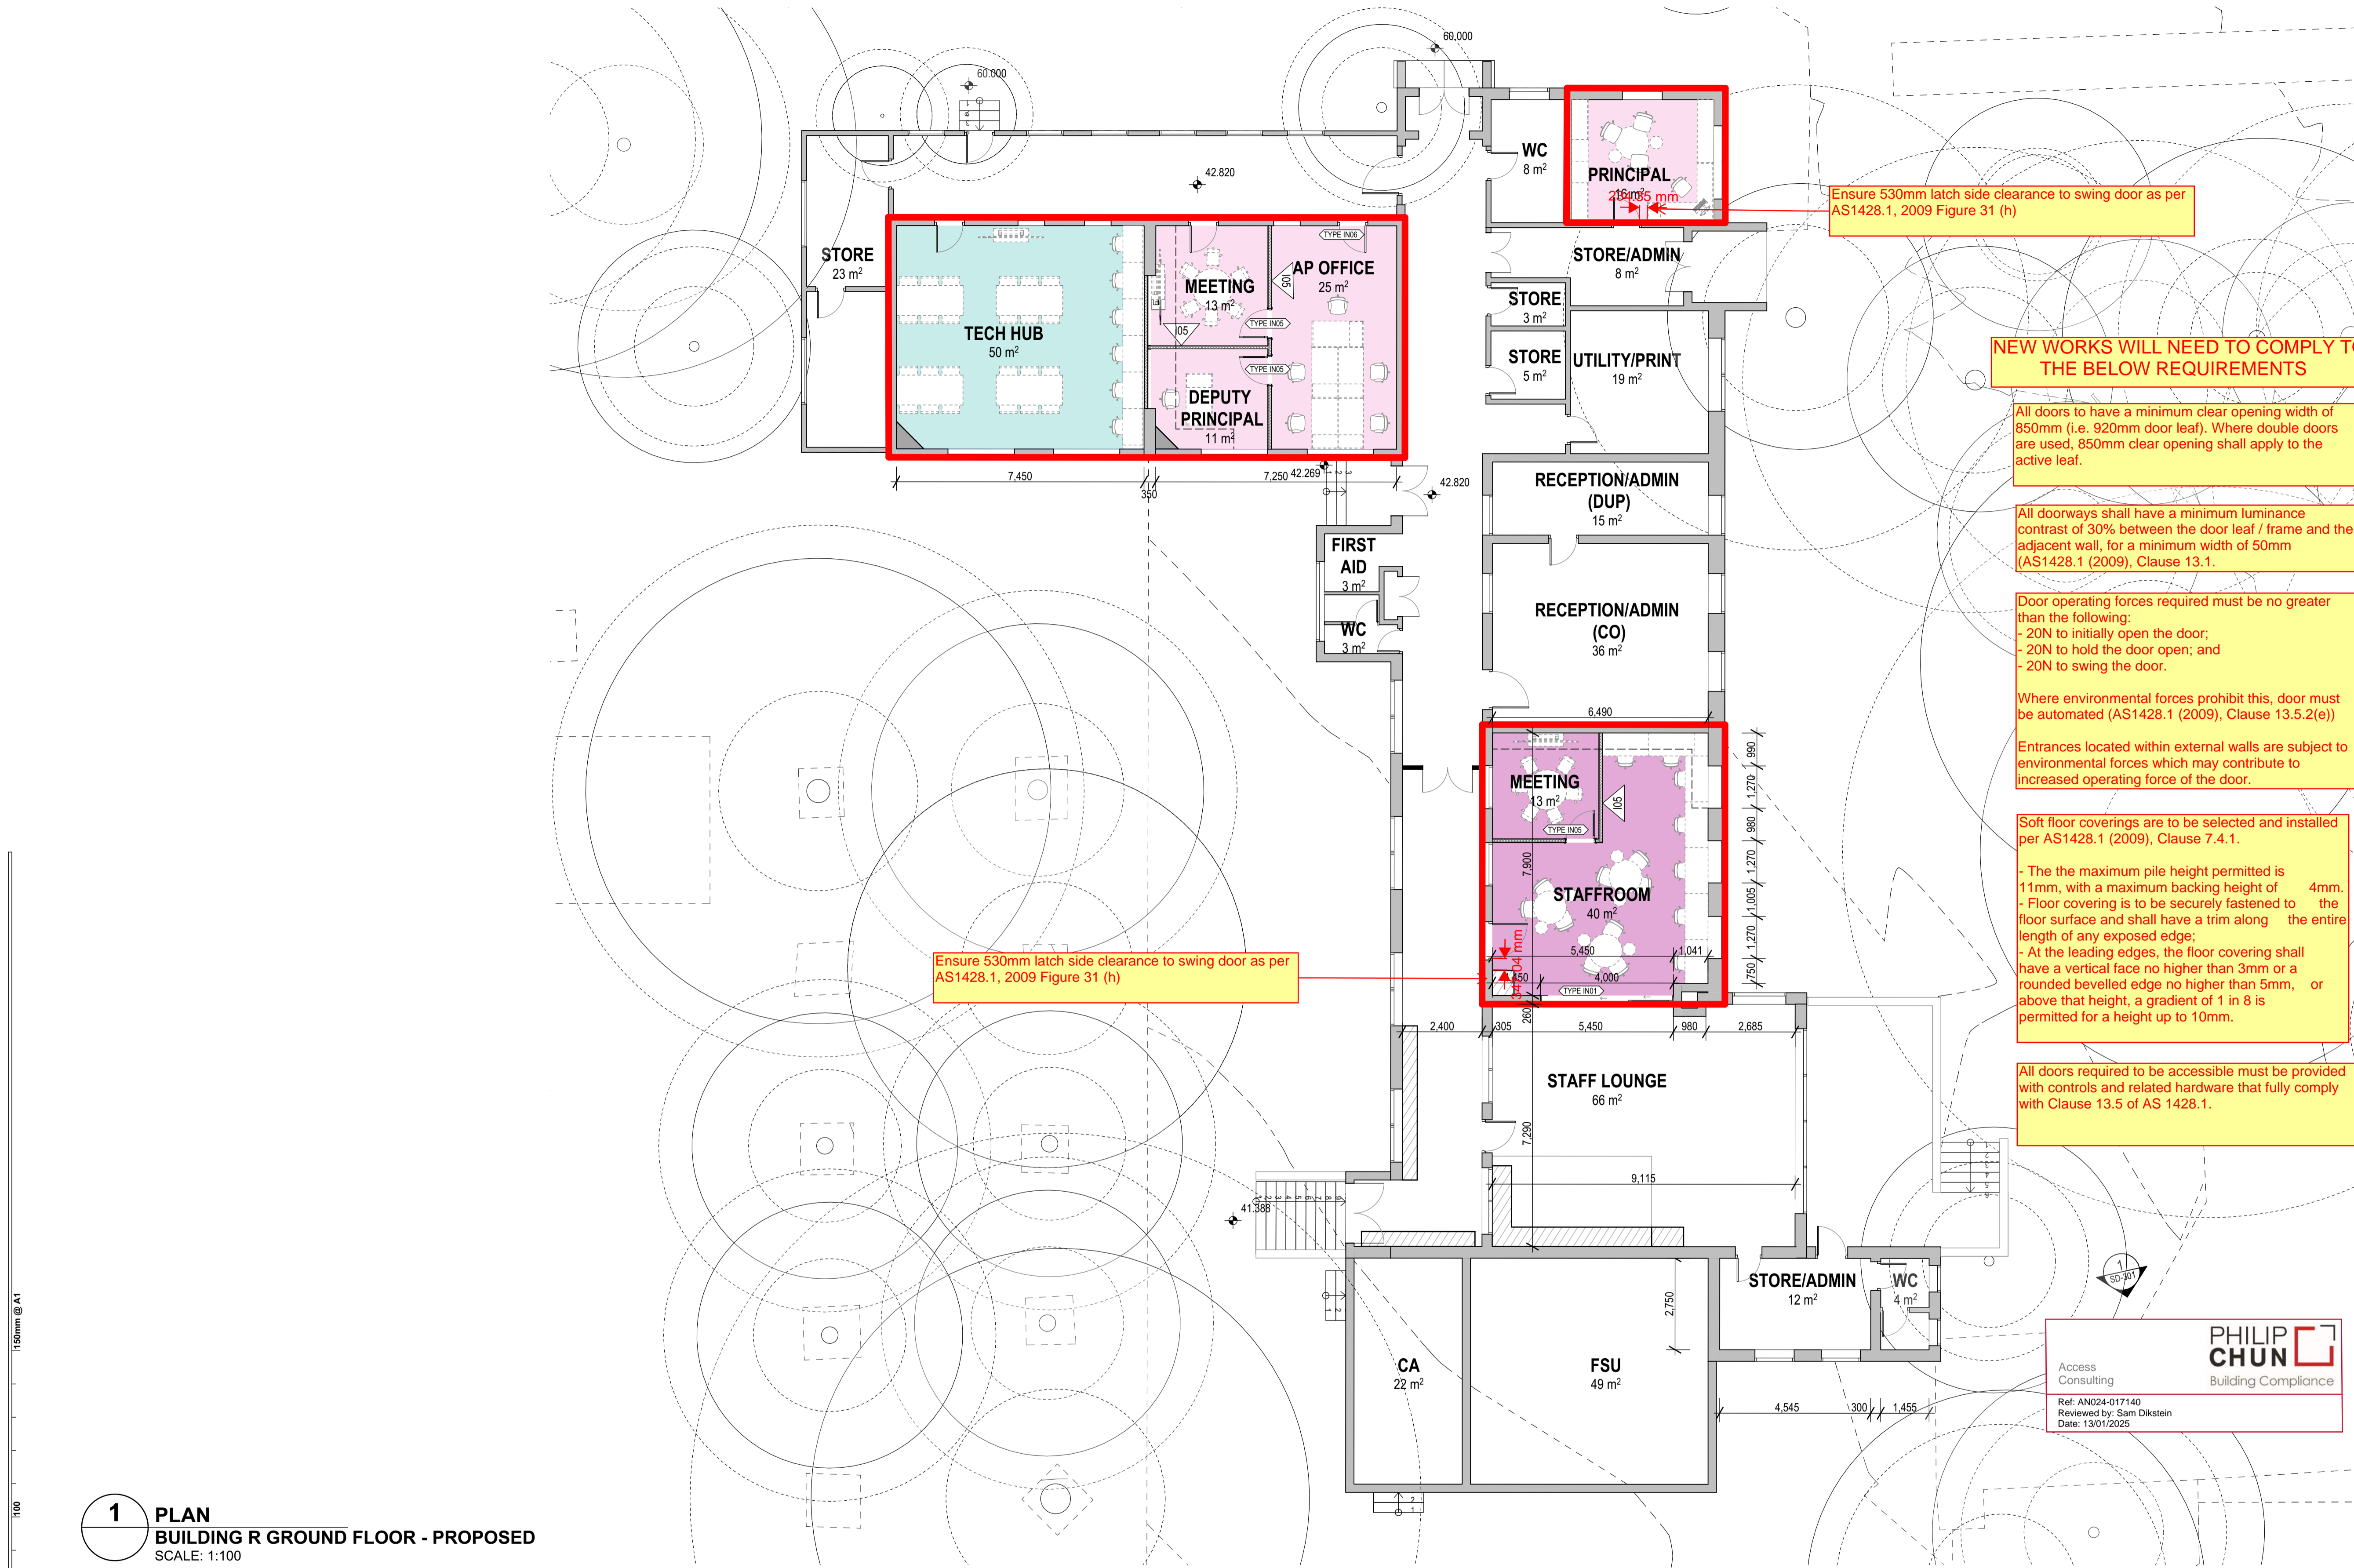 60,000
60.000
WC
8 m²
PRINCIPAL
16 m²
42.820
Ensure 530mm latch side clearance to swing door as per
AS1428.1, 2009 Figure 31 (h)
STORE
23 m²
TECH HUB
50 m²
MEETING
13 m²
I05
AP OFFICE
25 m²
I05
TYPE IN06
TYPE IN05
TYPE IN05
DEPUTY
PRINCIPAL
11 m²
STORE/ADMIN
8 m²
STORE
3 m²
STORE
5 m²
UTILITY/PRINT
19 m²
NEW WORKS WILL NEED TO COMPLY
THE BELOW REQUIREMENTS
All doors to have a minimum clear opening width of
850mm (i.e. 920mm door leaf). Where double doors
are used, 850mm clear opening shall apply to the
active leaf.
7,450
350
7,250
42.269
1 2 3
42.820
RECEPTION/ADMIN
(DUP)
15 m²
All doorways shall have a minimum luminance
contrast of 30% between the door leaf / frame and the
adjacent wall, for a minimum width of 50mm
(AS1428.1 (2009), Clause 13.1.
FIRST
AID
3 m²
WC
3 m²
RECEPTION/ADMIN
(CO)
36 m²
Door operating forces required must be no greater
than the following:
- 20N to initially open the door;
- 20N to hold the door open; and
- 20N to swing the door.
Where environmental forces prohibit this, door must
be automated (AS1428.1 (2009), Clause 13.5.2(e))
Entrances located within external walls are subject to
environmental forces which may contribute to
increased operating force of the door.
6,490
MEETING
13 m²
I05
TYPE IN05
7,900
STAFFROOM
40 m²
990
1,270
980
1,270
1,005
1,270
750
5,450
1,041
4,000
TYPE IN01
Soft floor coverings are to be selected and installed
per AS1428.1 (2009), Clause 7.4.1.
- The the maximum pile height permitted is
11mm, with a maximum backing height of 4mm.
- Floor covering is to be securely fastened to the
floor surface and shall have a trim along the entire
length of any exposed edge;
- At the leading edges, the floor covering shall
have a vertical face no higher than 3mm or a
rounded bevelled edge no higher than 5mm, or
above that height, a gradient of 1 in 8 is
permitted for a height up to 10mm.
Ensure 530mm latch side clearance to swing door as per
AS1428.1, 2009 Figure 31 (h)
260
2,400
305
5,450
980
2,685
STAFF LOUNGE
66 m²
7,290
9,115
All doors required to be accessible must be provided
with controls and related hardware that fully comply
with Clause 13.5 of AS 1428.1.
STORE/ADMIN
12 m²
WC
4 m²
2,750
1
SD-301
CA
22 m²
FSU
49 m²
4,545
300
1,455
PHILIP
CHUN
Building Compliance
Access
Consulting
Ref: AN024-017140
Reviewed by: Sam Dikstein
Date: 13/01/2025
150mm @ A1
100
1
PLAN
BUILDING R GROUND FLOOR - PROPOSED
SCALE: 1:100